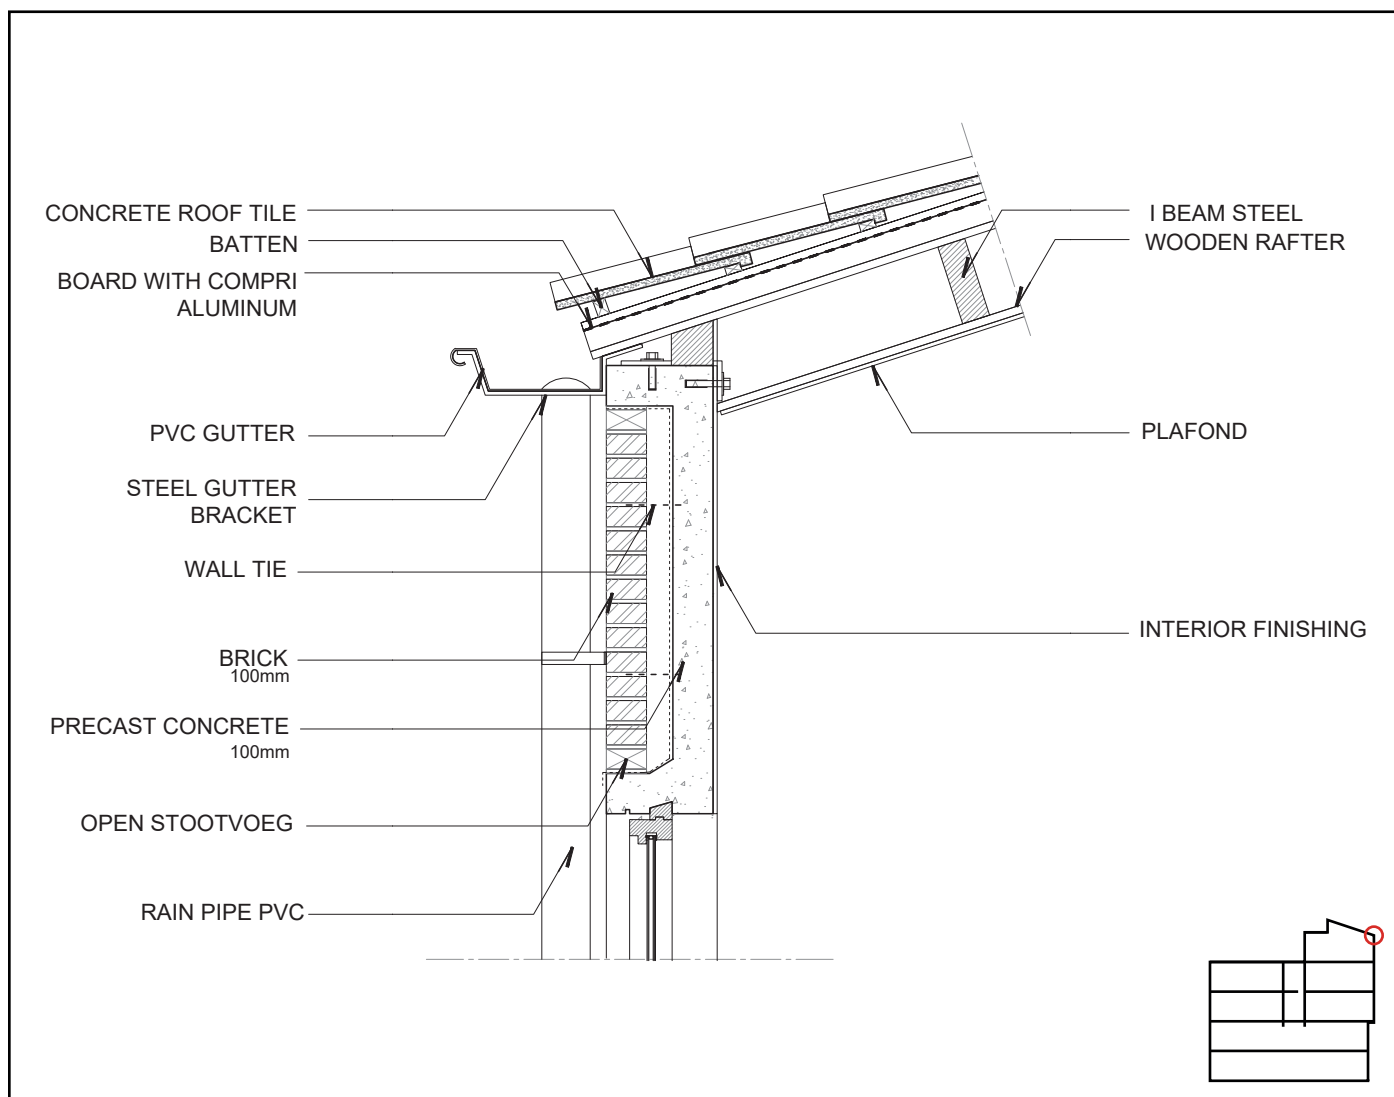 CONCRETE ROOF TILE
BATTEN
BOARD WITH COMPRI
ALUMINUM
PVC GUTTER
STEEL GUTTER
BRACKET
WALL TIE
BRICK
100mm
PRECAST CONCRETE
100mm
OPEN STOOTVOEG
RAIN PIPE PVC
I BEAM STEEL
WOODEN RAFTER
PLAFOND
INTERIOR FINISHING